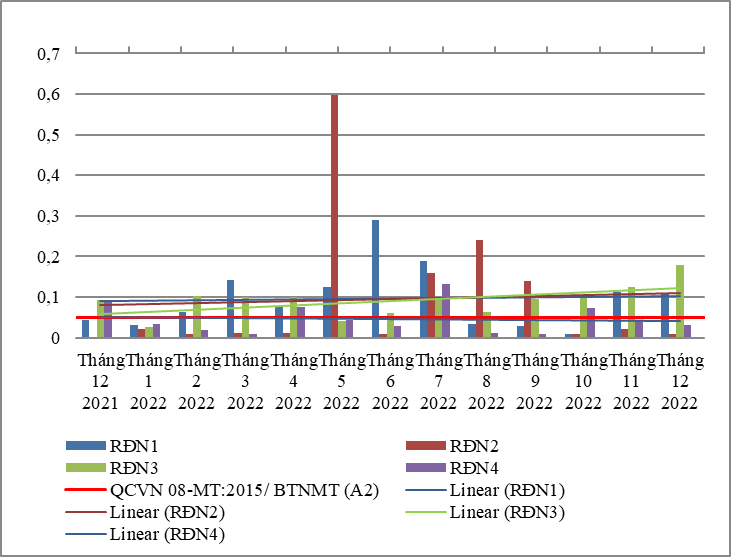 0,7
0,6
0,5
0,4
0,3
0,2
0,1
0
Tháng Tháng Tháng Tháng Tháng Tháng Tháng Tháng Tháng Tháng Tháng Tháng Tháng
12 1 2 3 4 5 6 7 8 9 10 11 12
2021 2022 2022 2022 2022 2022 2022 2022 2022 2022 2022 2022 2022
RĐN1 RĐN2
RĐN3 RĐN4
QCVN 08-MT:2015/ BTNMT (A2) Linear (RĐN1)
Linear (RĐN2) Linear (RĐN3)
Linear (RĐN4)